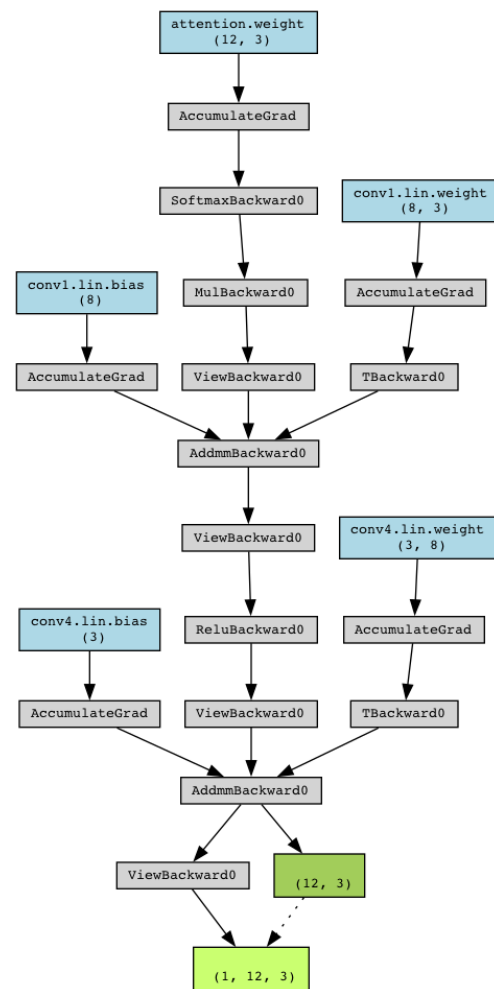 attention.weight
(12, 3)
AccumulateGrad
SoftmaxBackward0
conv1.lin.weight
(8, 3)
conv1.lin.bias
(8)
MulBackward0
AccumulateGrad
AccumulateGrad
ViewBackward0
TBackward0
AddmmBackward0
ViewBackward0
conv4.lin.weight
(3, 8)
conv4.lin.bias
(3)
ReluBackward0
AccumulateGrad
AccumulateGrad
ViewBackward0
TBackward0
AddmmBackward0
ViewBackward0
(12, 3)
(1, 12, 3)